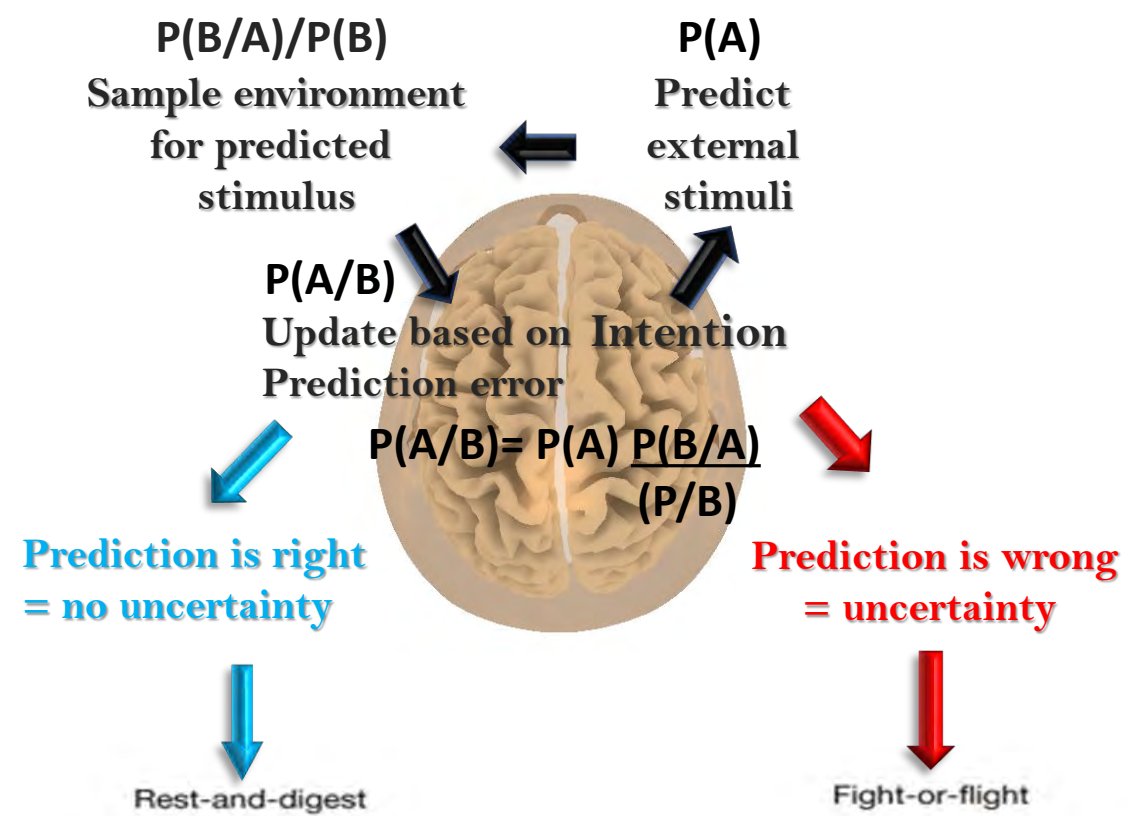 P(B/A)/P(B)
Sample environment
for predicted
stimulus
P(A)
Predict
external
stimuli
P(A/B)
Update based on
Prediction error
Intention
P(A/B)= P(A) P(B/A)
(P/B)
Prediction is right
= no uncertainty
Prediction is wrong
= uncertainty
Rest-and-digest
Fight-or-flight